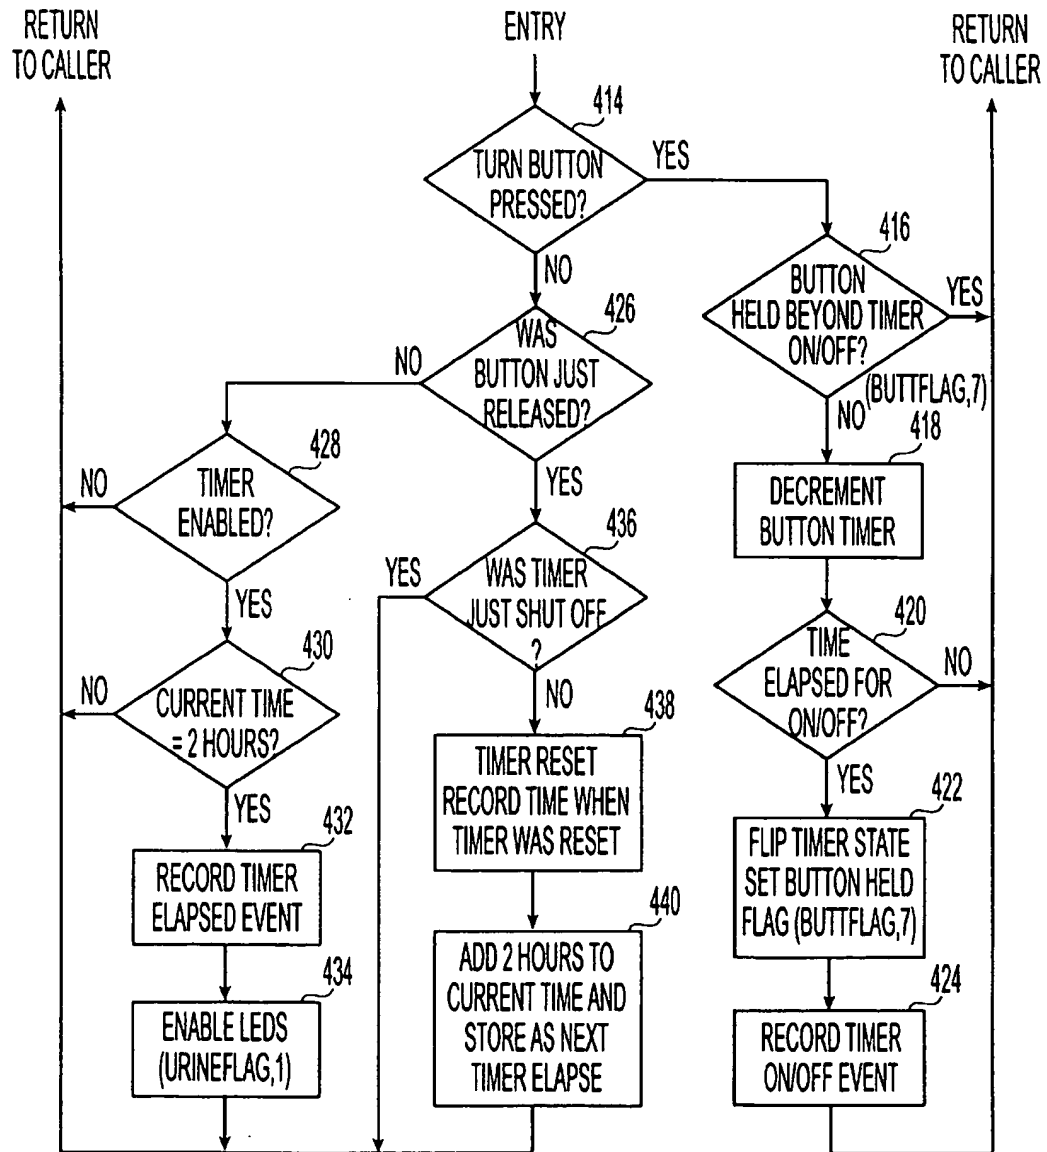 RETURN
TO CALLER
ENTRY
RETURN
TO CALLER
414
TURN BUTTON
PRESSED?
YES
NO
416
BUTTON
HELD BEYOND TIMER
ON/OFF?
YES
(BUTTFLAG,7)
NO
426
WAS
BUTTON JUST
RELEASED?
NO
YES
418
DECREMENT
BUTTON TIMER
428
TIMER
ENABLED?
NO
YES
436
WAS TIMER
JUST SHUT OFF
?
YES
NO
420
TIME
ELAPSED FOR
ON/OFF?
NO
YES
430
CURRENT TIME
= 2 HOURS?
NO
YES
438
TIMER RESET
RECORD TIME WHEN
TIMER WAS RESET
422
FLIP TIMER STATE
SET BUTTON HELD
FLAG (BUTTFLAG,7)
432
RECORD TIMER
ELAPSED EVENT
440
ADD 2 HOURS TO
CURRENT TIME AND
STORE AS NEXT
TIMER ELAPSE
434
ENABLE LEDS
(URINEFLAG,1)
424
RECORD TIMER
ON/OFF EVENT